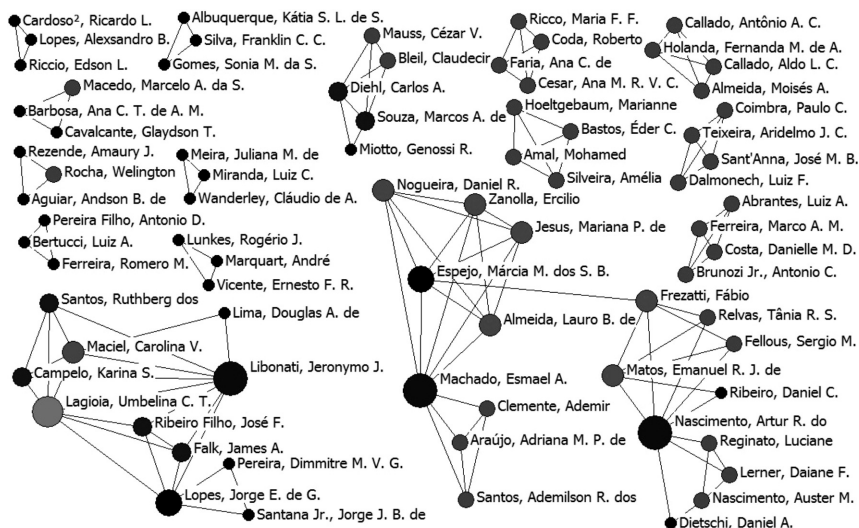 Cardoso², Ricardo L.
Lopes, Alexsandro B.
Riccio, Edson L.
Albuquerque, Kátia S. L. de S.
Silva, Franklin C. C.
Gomes, Sonia M. da S.
Mauss, Cézar V.
Bleil, Claudecir
Diehl, Carlos A.
Souza, Marcos A. de
Miotto, Genossi R.
Ricco, Maria F. F.
Coda, Roberto
Faria, Ana C. de
Cesar, Ana M. R. V. C.
Callado, Antônio A. C.
Holanda, Fernanda M. de A.
Callado, Aldo L. C.
Almeida, Moisés A.
Macedo, Marcelo A. da S.
Barbosa, Ana C. T. de A. M.
Cavalcante, Glaydson T.
Hoeltgebaum, Marianne
Bastos, Éder C.
Amal, Mohamed
Silveira, Amélia
Coimbra, Paulo C.
Teixeira, Aridelmo J. C.
Sant'Anna, José M. B.
Dalmonech, Luiz F.
Rezende, Amaury J.
Rocha, Welington
Aguiar, Andson B. de
Meira, Juliana M. de
Miranda, Luiz C.
Wanderley, Cláudio de A.
Pereira Filho, Antonio D.
Bertucci, Luiz A.
Ferreira, Romero M.
Lunkes, Rogério J.
Marquart, André
Vicente, Ernesto F. R.
Nogueira, Daniel R.
Zanolla, Ercilio
Jesus, Mariana P. de
Espejo, Márcia M. dos S. B.
Almeida, Lauro B. de
Machado, Esmael A.
Clemente, Ademir
Araújo, Adriana M. P. de
Santos, Ademilson R. dos
Abrantes, Luiz A.
Ferreira, Marco A. M.
Costa, Danielle M. D.
Brunozi Jr., Antonio C.
Frezatti, Fábio
Relvas, Tânia R. S.
Fellous, Sergio M.
Matos, Emanuel R. J. de
Ribeiro, Daniel C.
Nascimento, Artur R. do
Reginato, Luciane
Lerner, Daiane F.
Nascimento, Auster M.
Dietschi, Daniel A.
Santos, Ruthberg dos
Lima, Douglas A. de
Maciel, Carolina V.
Libonati, Jeronymo J.
Campelo, Karina S.
Lagioia, Umbelina C. T.
Ribeiro Filho, José F.
Falk, James A.
Pereira, Dimmitre M. V. G.
Lopes, Jorge E. de G.
Santana Jr., Jorge J. B. de